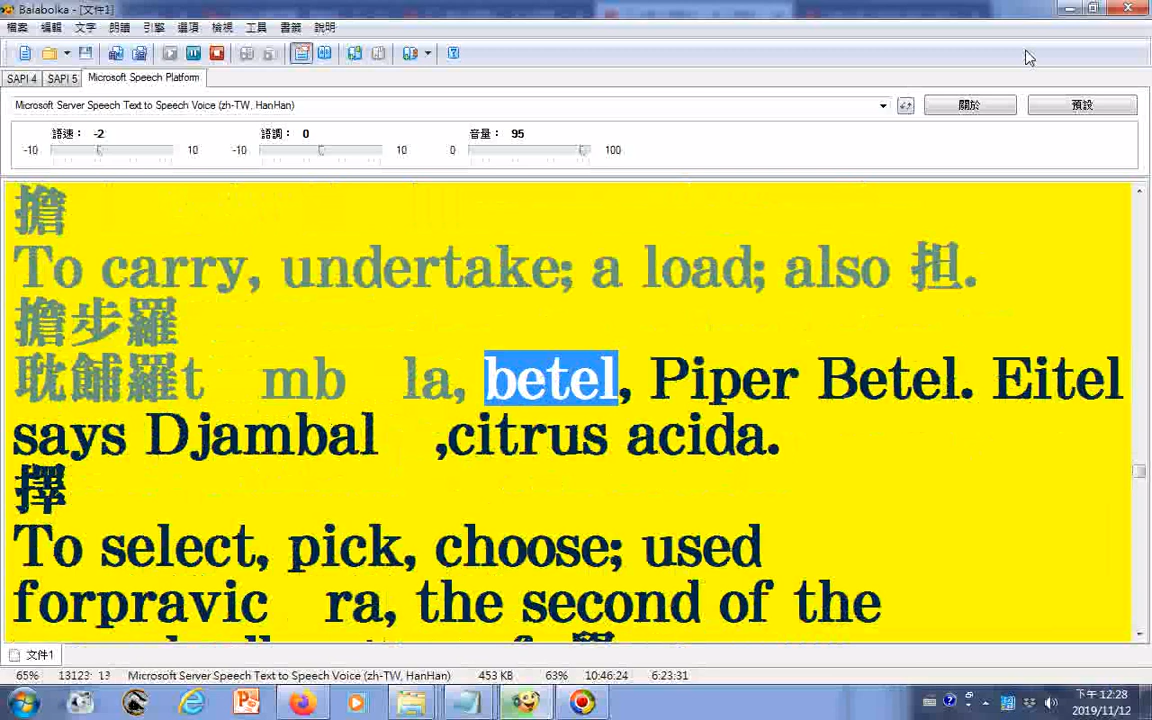 Balabolka - [文件1]
檔案 編輯 文字 朗讀 引擎 選項 檢視 工具 書籤 說明
SAPI 4 SAPI 5 Microsoft Speech Platform
Microsoft Server Speech Text to Speech Voice (zh-TW, HanHan) 關於 預設
語速： -2 語調： 0 音量： 95
-10 10 -10 10 0 100
擔
To carry, undertake; a load; also 担.
擔步羅
耽餔羅t mb la, betel, Piper Betel. Eitel
says Djambal ,citrus acida.
擇
To select, pick, choose; used
forpravic ra, the second of the
文件1
65% 13123: 13 Microsoft Server Speech Text to Speech Voice (zh-TW, HanHan) 453 KB 63% 10:46:24 6:23:31
下午 12:28
2019/11/12